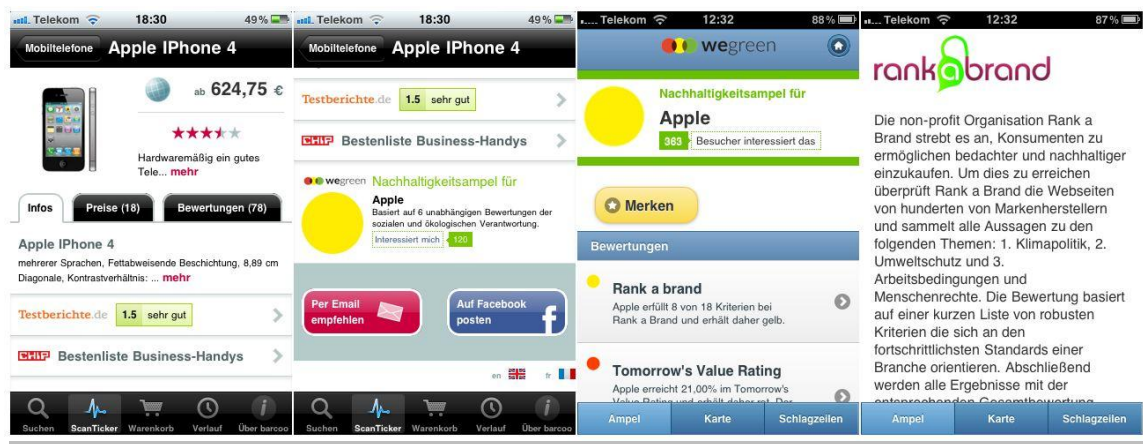 Telekom 18:30 49%
Mobiltelefone Apple IPhone 4
ab 624,75 €
Hardwaremäßig ein gutes
Tele... mehr
Infos Preise (18) Bewertungen (78)
Apple IPhone 4
mehrerer Sprachen, Fettabweisende Beschichtung, 8,89 cm
Diagonale, Kontrastverhältnis: ... mehr
Testberichte.de 1.5 sehr gut
CHIP Bestenliste Business-Handys
Suchen ScanTicker Warenkorb Verlauf Über barcoo
Telekom 18:30 49%
Mobiltelefone Apple IPhone 4
Testberichte.de 1.5 sehr gut
CHIP Bestenliste Business-Handys
wegreen Nachhaltigkeitsampel für
Apple
Basiert auf 6 unabhängigen Bewertungen der
sozialen und ökologischen Verantwortung.
Interessiert mich 120
Per Email
empfehlen
Auf Facebook
posten
en fr
Suchen ScanTicker Warenkorb Verlauf Über barcoo
Telekom 12:32 88%
wegreen
Nachhaltigkeitsampel für
Apple
363 Besucher interessiert das
Merken
Bewertungen
Rank a brand
Apple erfüllt 8 von 18 Kriterien bei
Rank a Brand und erhält daher gelb.
Tomorrow's Value Rating
Apple erreicht 21,00% im Tomorrow's
Value Rating und erhält daher rot. Der
Ampel Karte Schlagzeilen
Telekom 12:32 87%
rankabrand
Die non-profit Organisation Rank a
Brand strebt es an, Konsumenten zu
ermöglichen bedachter und nachhaltiger
einzukaufen. Um dies zu erreichen
überprüft Rank a Brand die Webseiten
von hunderten von Markenherstellern
und sammelt alle Aussagen zu den
folgenden Themen: 1. Klimapolitik, 2.
Umweltschutz und 3.
Arbeitsbedingungen und
Menschenrechte. Die Bewertung basiert
auf einer kurzen Liste von robusten
Kriterien die sich an den
fortschrittlichsten Standards einer
Branche orientieren. Abschließend
werden alle Ergebnisse mit der
entsprechenden Gesamtbewertung
Ampel Karte Schlagzeilen